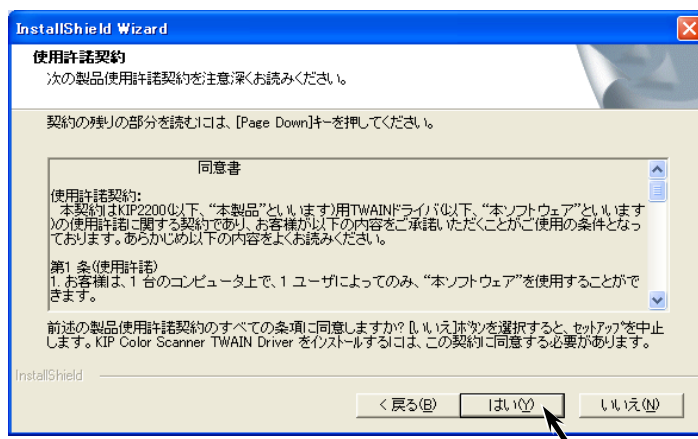 InstallShield Wizard
使用許諾契約
次の製品使用許諾契約を注意深くお読みください。
契約の残りの部分を読むには、[Page Down]キーを押してください。
同意書
使用許諾契約:
本契約はKIP2200(以下、“本製品”といいます)用TWAINドライバ(以下、“本ソフトウェア”といいます
)の使用許諾に関する契約であり、お客様が以下の内容をご承諾いただくことがご使用の条件となっ
ております。あらかじめ以下の内容をよくお読みください。
第1 条(使用許諾)
1. お客様は、1 台のコンピュータ上で、1 ユーザによってのみ、“本ソフトウェア”を使用することがで
きます。
前述の製品使用許諾契約のすべての条項に同意しますか? [いいえ]ボタンを選択すると、セットアップを中止
します。KIP Color Scanner TWAIN Driver をインストールするには、この契約に同意する必要があります。
InstallShield
< 戻る(B)
はい(Y)
いいえ(N)